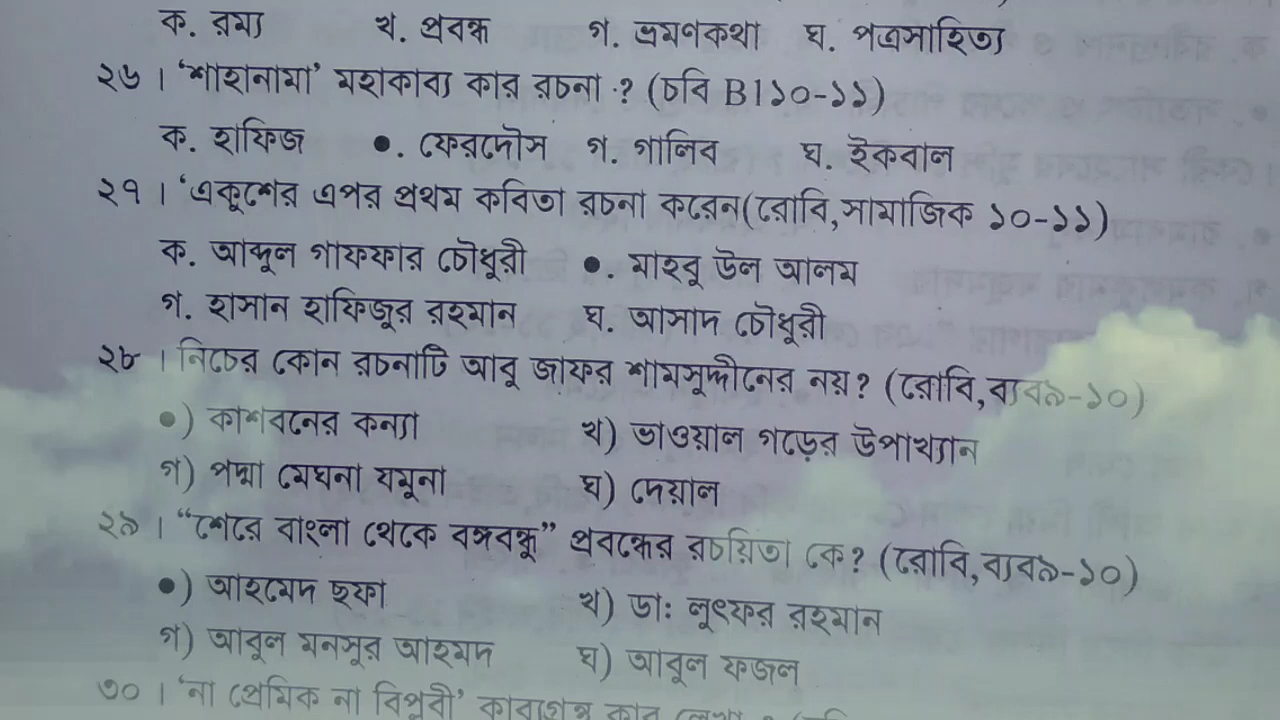 ক. রম্য খ. প্রবন্ধ গ. ভ্রমণকথা ঘ. পত্রসাহিত্য
২৬। ‘শাহানামা’ মহাকাব্য কার রচনা ? (চবি B1১০-১১)
ক. হাফিজ ●. ফেরদৌস গ. গালিব ঘ. ইকবাল
২৭। ‘একুশের এপর প্রথম কবিতা রচনা করেন(রোবি,সামাজিক ১০-১১)
ক. আব্দুল গাফফার চৌধুরী ●. মাহবু উল আলম
গ. হাসান হাফিজুর রহমান ঘ. আসাদ চৌধুরী
২৮ । নিচের কোন রচনাটি আবু জাফর শামসুদ্দীনের নয়? (রোবি,ব্যব৯-১০)
●) কাশবনের কন্যা খ) ভাওয়াল গড়ের উপাখ্যান
গ) পদ্মা মেঘনা যমুনা ঘ) দেয়াল
২৯। “শেরে বাংলা থেকে বঙ্গবন্ধু” প্রবন্ধের রচয়িতা কে? (রোবি,ব্যব৯-১০)
●) আহমেদ ছফা খ) ডা: লুৎফর রহমান
গ) আবুল মনসুর আহমদ ঘ) আবুল ফজল
৩০। ‘না প্রেমিক না বিপ্লবী’ কাব্যগ্রন্থ কার লেখা ?